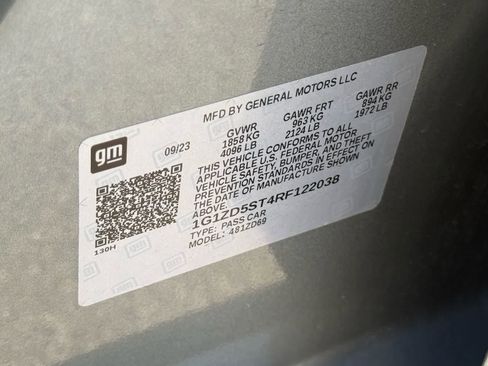 MFD BY GENERAL MOTORS LLC
gm
09/23
GVWR GAWR FRT GAWR RR
1858 KG 963 KG 894 KG
4096 LB 2124 LB 1972 LB
THIS VEHICLE CONFORMS TO ALL
APPLICABLE U.S. FEDERAL MOTOR
VEHICLE SAFETY, BUMPER, AND THEFT
PREVENTION STANDARDS IN EFFECT ON
THE DATE OF MANUFACTURE SHOWN
ABOVE.
1G1ZD5ST4RF122038
TYPE: PASS CAR
MODEL: 481ZD69
130H